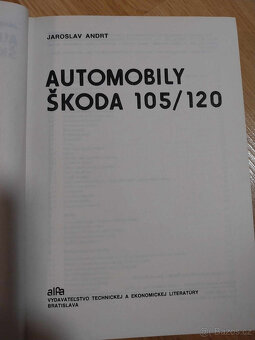 JAROSLAV ANDRT
AUTOMOBILY
ŠKODA 105/120
alfa
VYDAVATEĽSTVO TECHNICKEJ A EKONOMICKEJ LITERATÚRY
BRATISLAVA